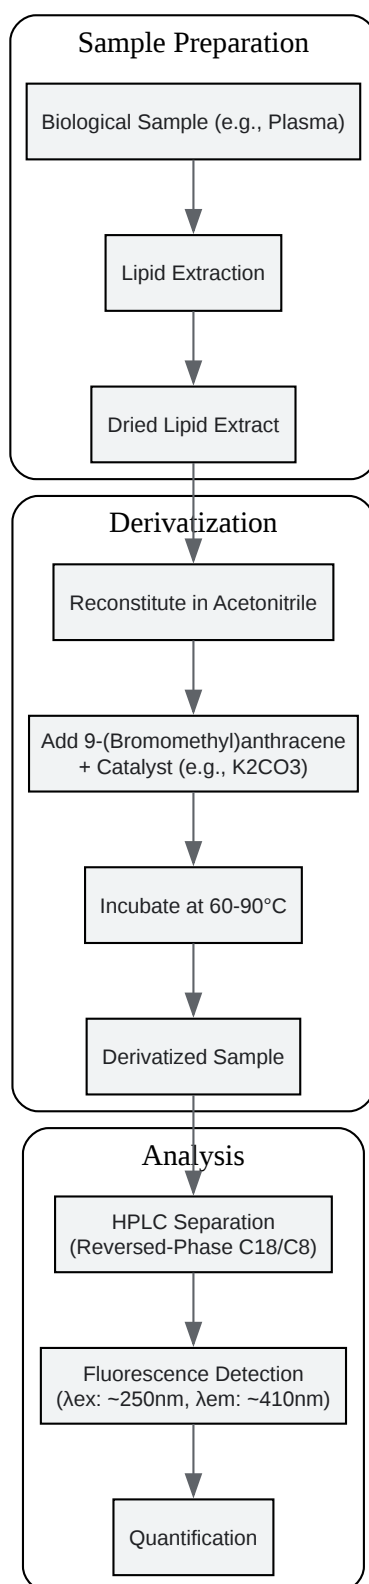 Sample Preparation
Biological Sample (e.g., Plasma)
Lipid Extraction
Dried Lipid Extract
Derivatization
Reconstitute in Acetonitrile
Add 9-(Bromomethyl)anthracene
+ Catalyst (e.g., K2CO3)
Incubate at 60-90°C
Derivatized Sample
Analysis
HPLC Separation
(Reversed-Phase C18/C8)
Fluorescence Detection
(λex: ~250nm, λem: ~410nm)
Quantification